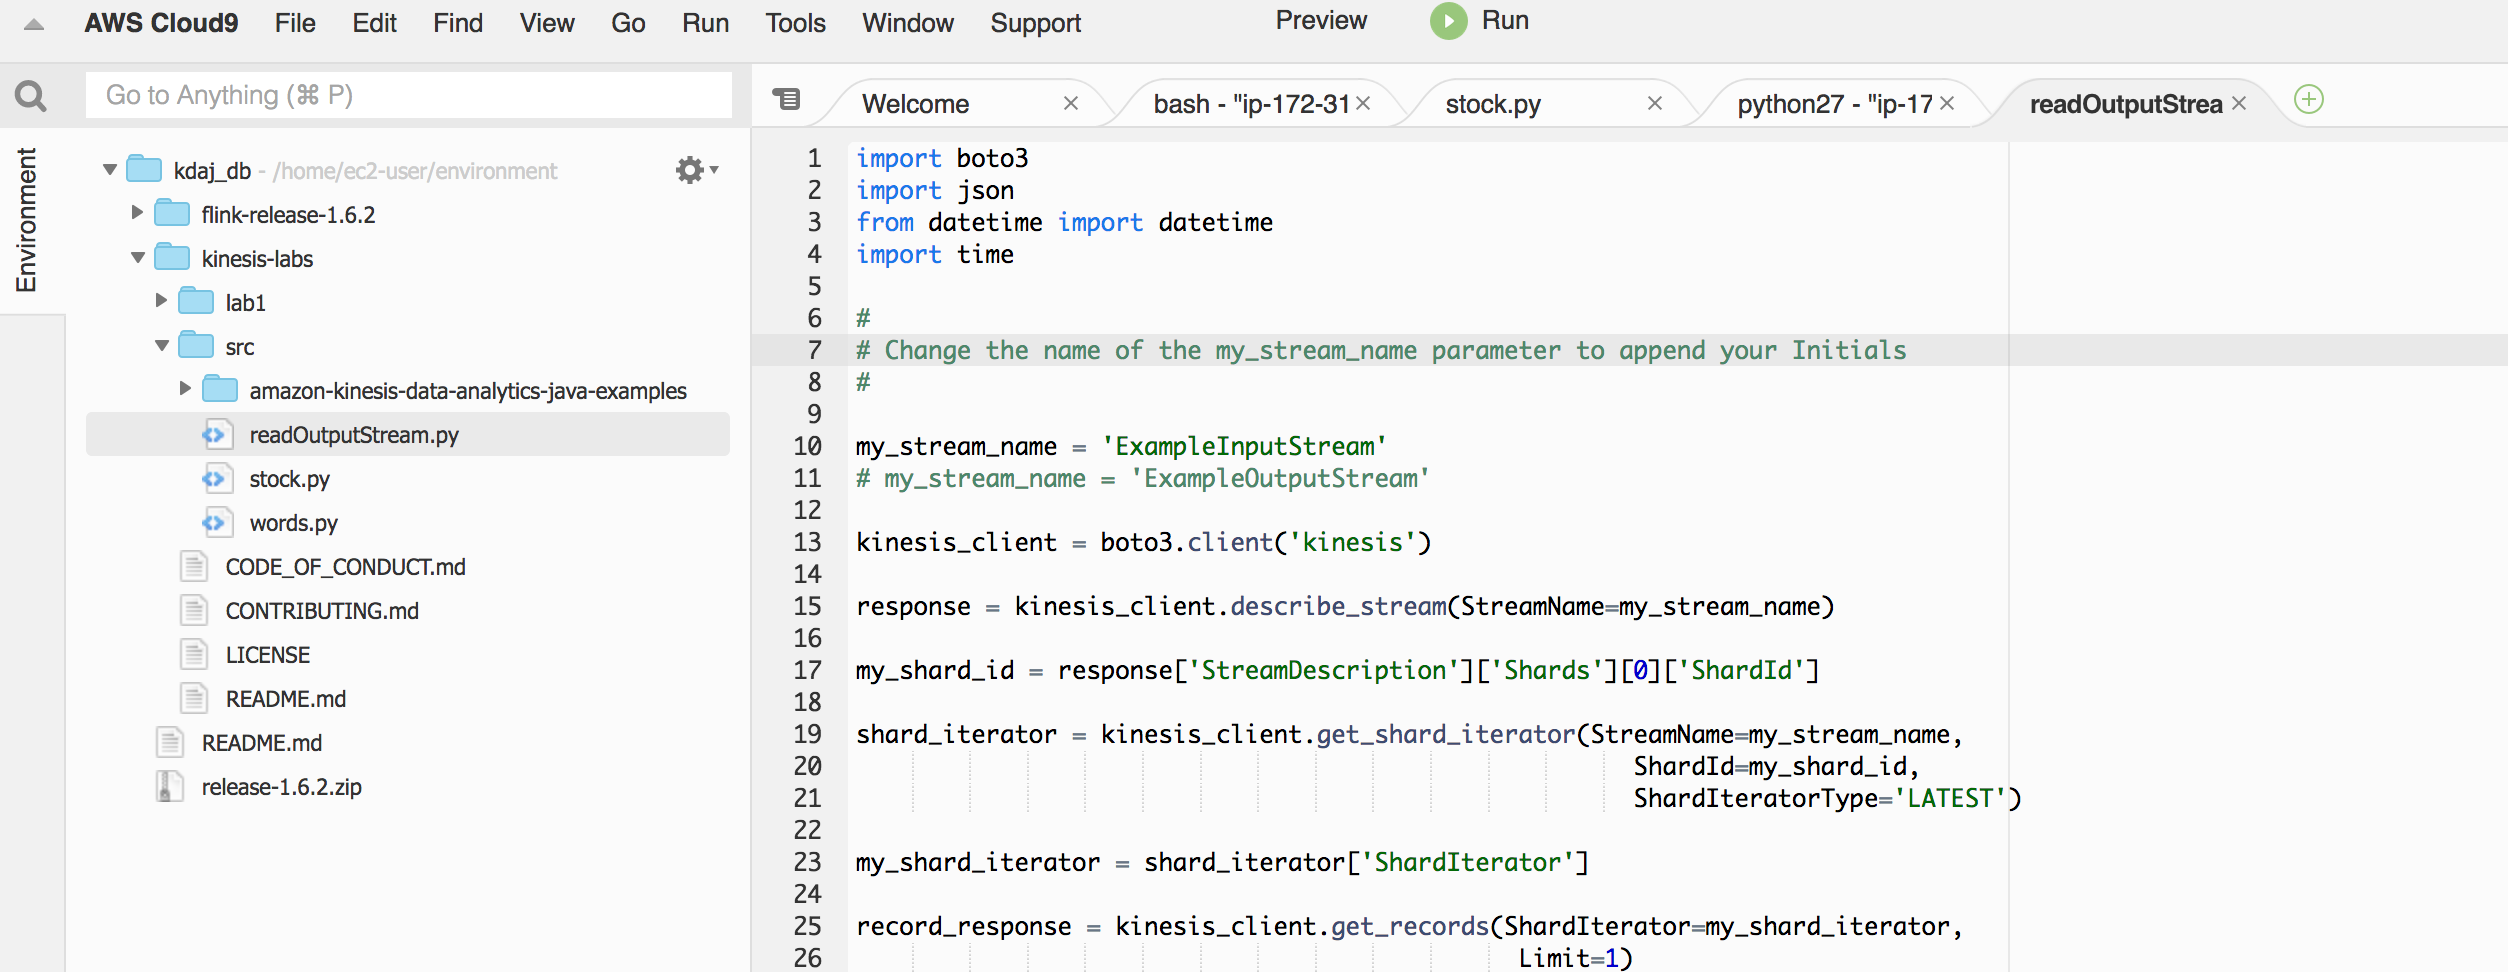 AWS Cloud9 File Edit Find View Go Run Tools Window Support Preview Run
Go to Anything (⌘ P)
Welcome
bash - "ip-172-31
stock.py
python27 - "ip-17
readOutputStrea
Environment
kdaj_db - /home/ec2-user/environment
flink-release-1.6.2
kinesis-labs
lab1
src
amazon-kinesis-data-analytics-java-examples
readOutputStream.py
stock.py
words.py
CODE_OF_CONDUCT.md
CONTRIBUTING.md
LICENSE
README.md
README.md
release-1.6.2.zip
1 import boto3
2 import json
3 from datetime import datetime
4 import time
5
6 #
7 # Change the name of the my_stream_name parameter to append your Initials
8 #
9
10 my_stream_name = 'ExampleInputStream'
11 # my_stream_name = 'ExampleOutputStream'
12
13 kinesis_client = boto3.client('kinesis')
14
15 response = kinesis_client.describe_stream(StreamName=my_stream_name)
16
17 my_shard_id = response['StreamDescription']['Shards'][0]['ShardId']
18
19 shard_iterator = kinesis_client.get_shard_iterator(StreamName=my_stream_name,
20 ShardId=my_shard_id,
21 ShardIteratorType='LATEST')
22
23 my_shard_iterator = shard_iterator['ShardIterator']
24
25 record_response = kinesis_client.get_records(ShardIterator=my_shard_iterator,
26 Limit=1)